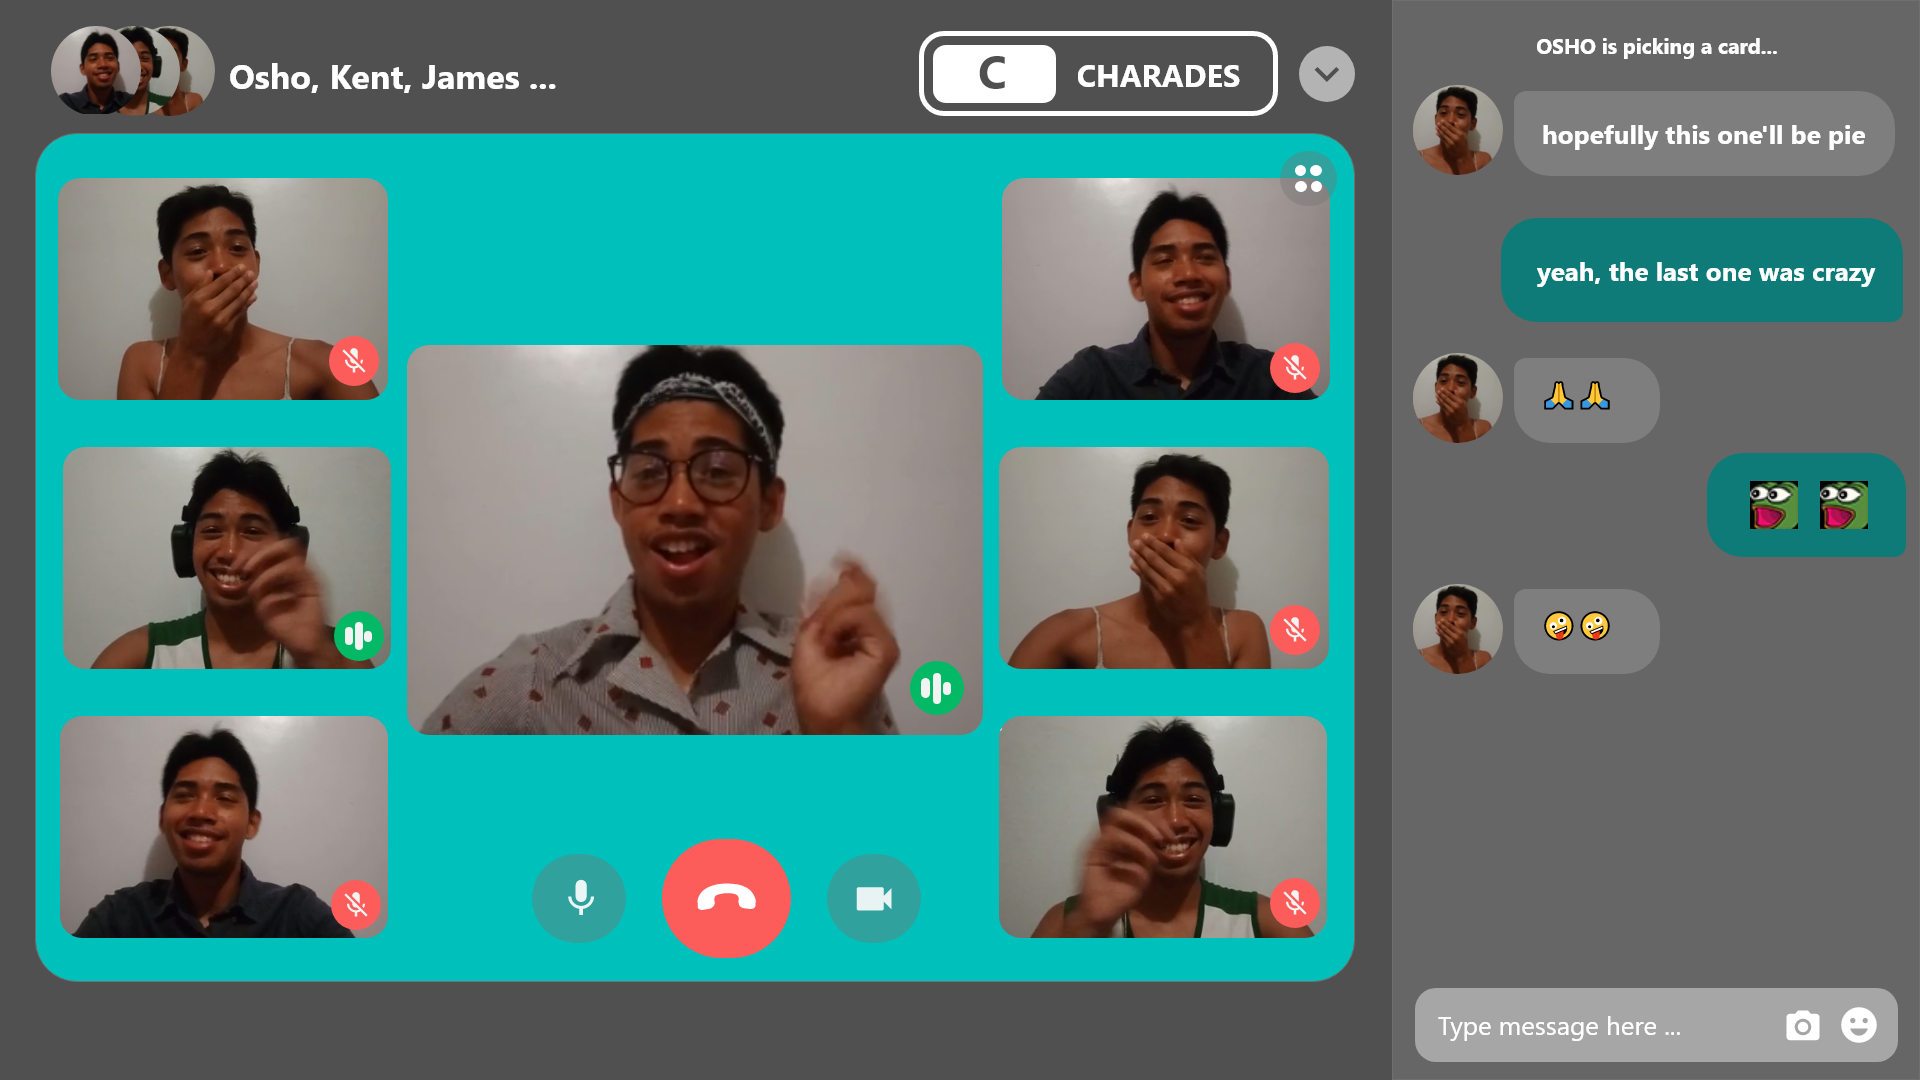 Osho, Kent, James ...
C
CHARADES
OSHO is picking a card...
hopefully this one'll be pie
yeah, the last one was crazy
🙏🙏
🤪🤪
Type message here ...